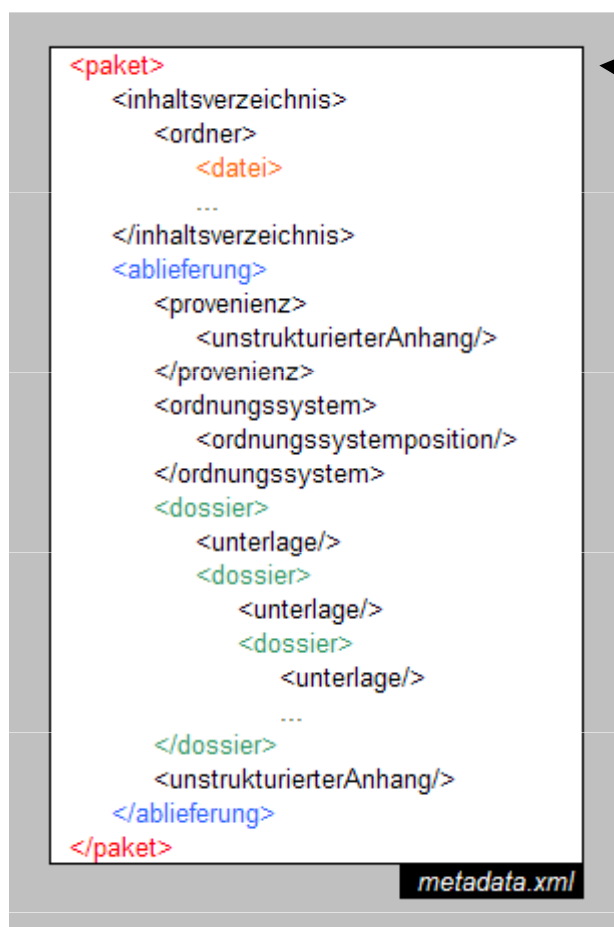 <paket>
<inhaltsverzeichnis>
<ordner>
<datei>
...
</inhaltsverzeichnis>
<ablieferung>
<provenienz>
<unstrukturierterAnhang/>
</provenienz>
<ordnungssystem>
<ordnungssystemposition/>
</ordnungssystem>
<dossier>
<unterlage/>
<dossier>
<unterlage/>
<dossier>
<unterlage/>
...
</dossier>
<unstrukturierterAnhang/>
</ablieferung>
</paket>
metadata.xml